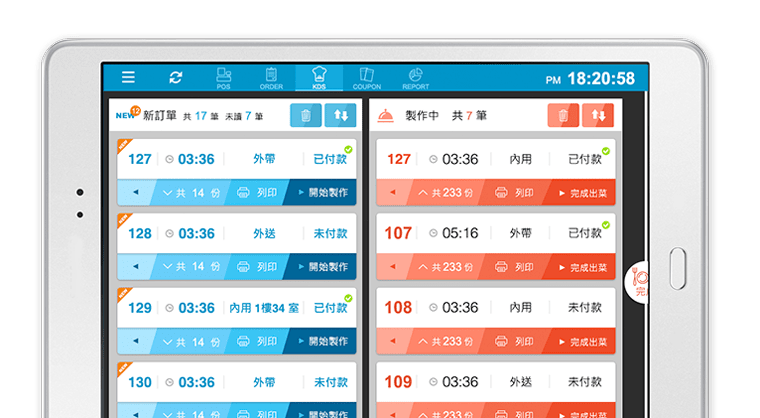 POS ORDER KDS COUPON REPORT PM 18:20:58
NEW 12 新訂單 共 17 筆 未讀 7 筆
127 03:36 外帶 已付款
共 14 份 列印 開始製作
128 03:36 外送 未付款
共 14 份 列印 開始製作
129 03:36 內用 1樓34 室 已付款
共 14 份 列印 開始製作
130 03:36 外帶 未付款
共 14 份 列印 開始製作
製作中 共 7 筆
127 03:36 內用 已付款
共 233 份 列印 完成出菜
107 05:16 外帶 已付款
共 233 份 列印 完成出菜
108 03:36 內用 未付款
共 233 份 列印 完成出菜
109 03:36 外送 未付款
共 233 份 列印 完成出菜